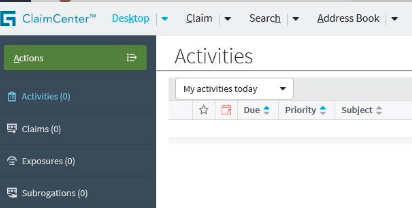 ClaimCenter™ Desktop Claim Search Address Book
Actions
Activities
My activities today
Activities (0)
Due Priority Subject
Claims (0)
Exposures (0)
Subrogations (0)